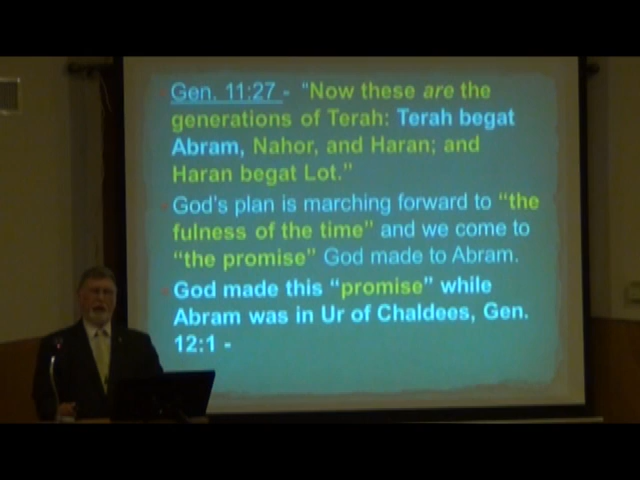 Gen. 11:27 - "Now these are the
generations of Terah: Terah begat
Abram, Nahor, and Haran; and
Haran begat Lot."
God's plan is marching forward to "the
fulness of the time" and we come to
"the promise" God made to Abram.
God made this "promise" while
Abram was in Ur of Chaldees, Gen.
12:1 -